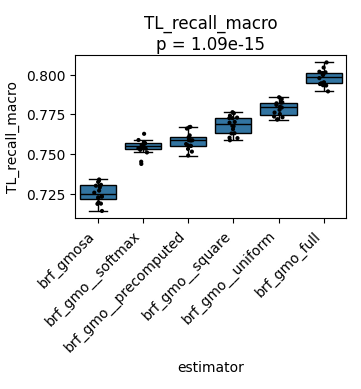 TL_recall_macro
p = 1.09e-15
TL_recall_macro
0.800
0.775
0.750
0.725
brf_gmosa
brf_gmo__softmax
brf_gmo__precomputed
brf_gmo__square
brf_gmo__uniform
brf_gmo_full
estimator